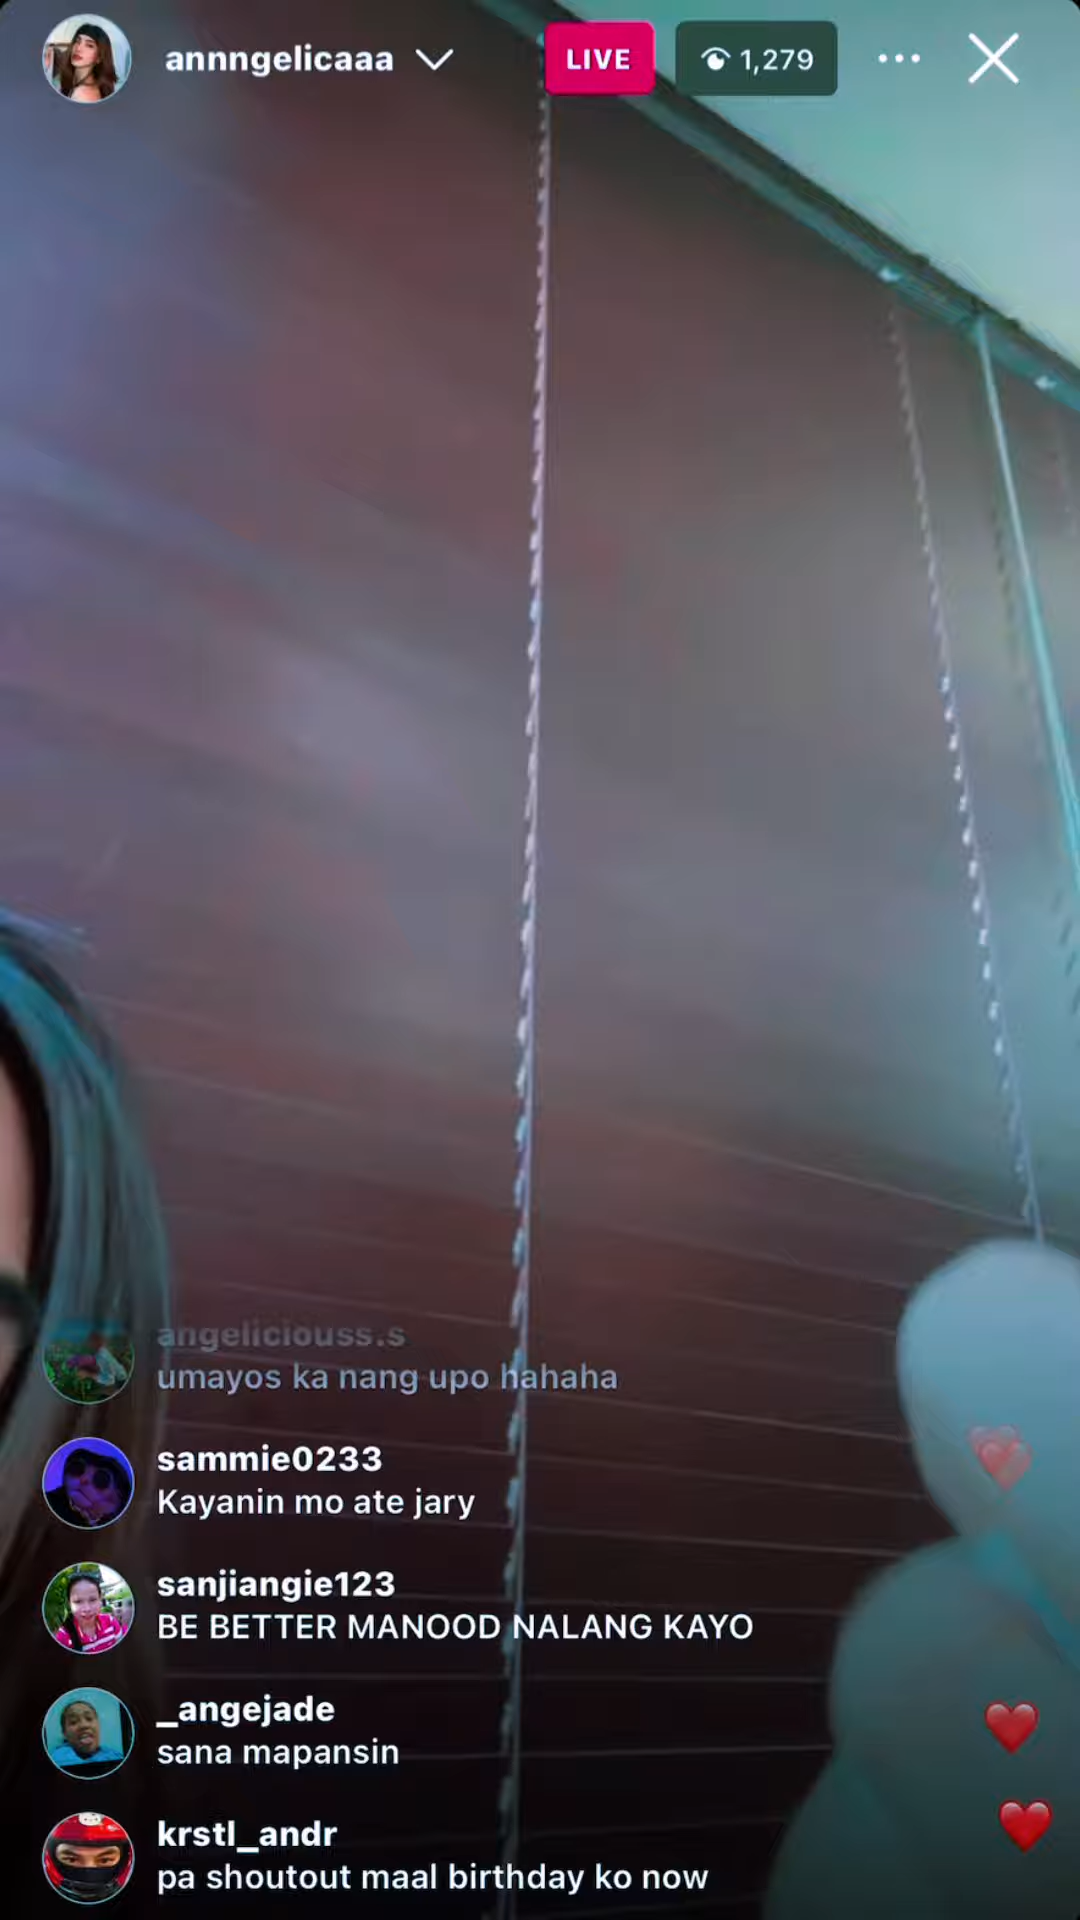 annngelicaaa
LIVE
1,279
angeliciouss.s
umayos ka nang upo hahaha
sammie0233
Kayanin mo ate jary
sanjiangie123
BE BETTER MANOOD NALANG KAYO
_angejade
sana mapansin
krstl_andr
pa shoutout maal birthday ko now